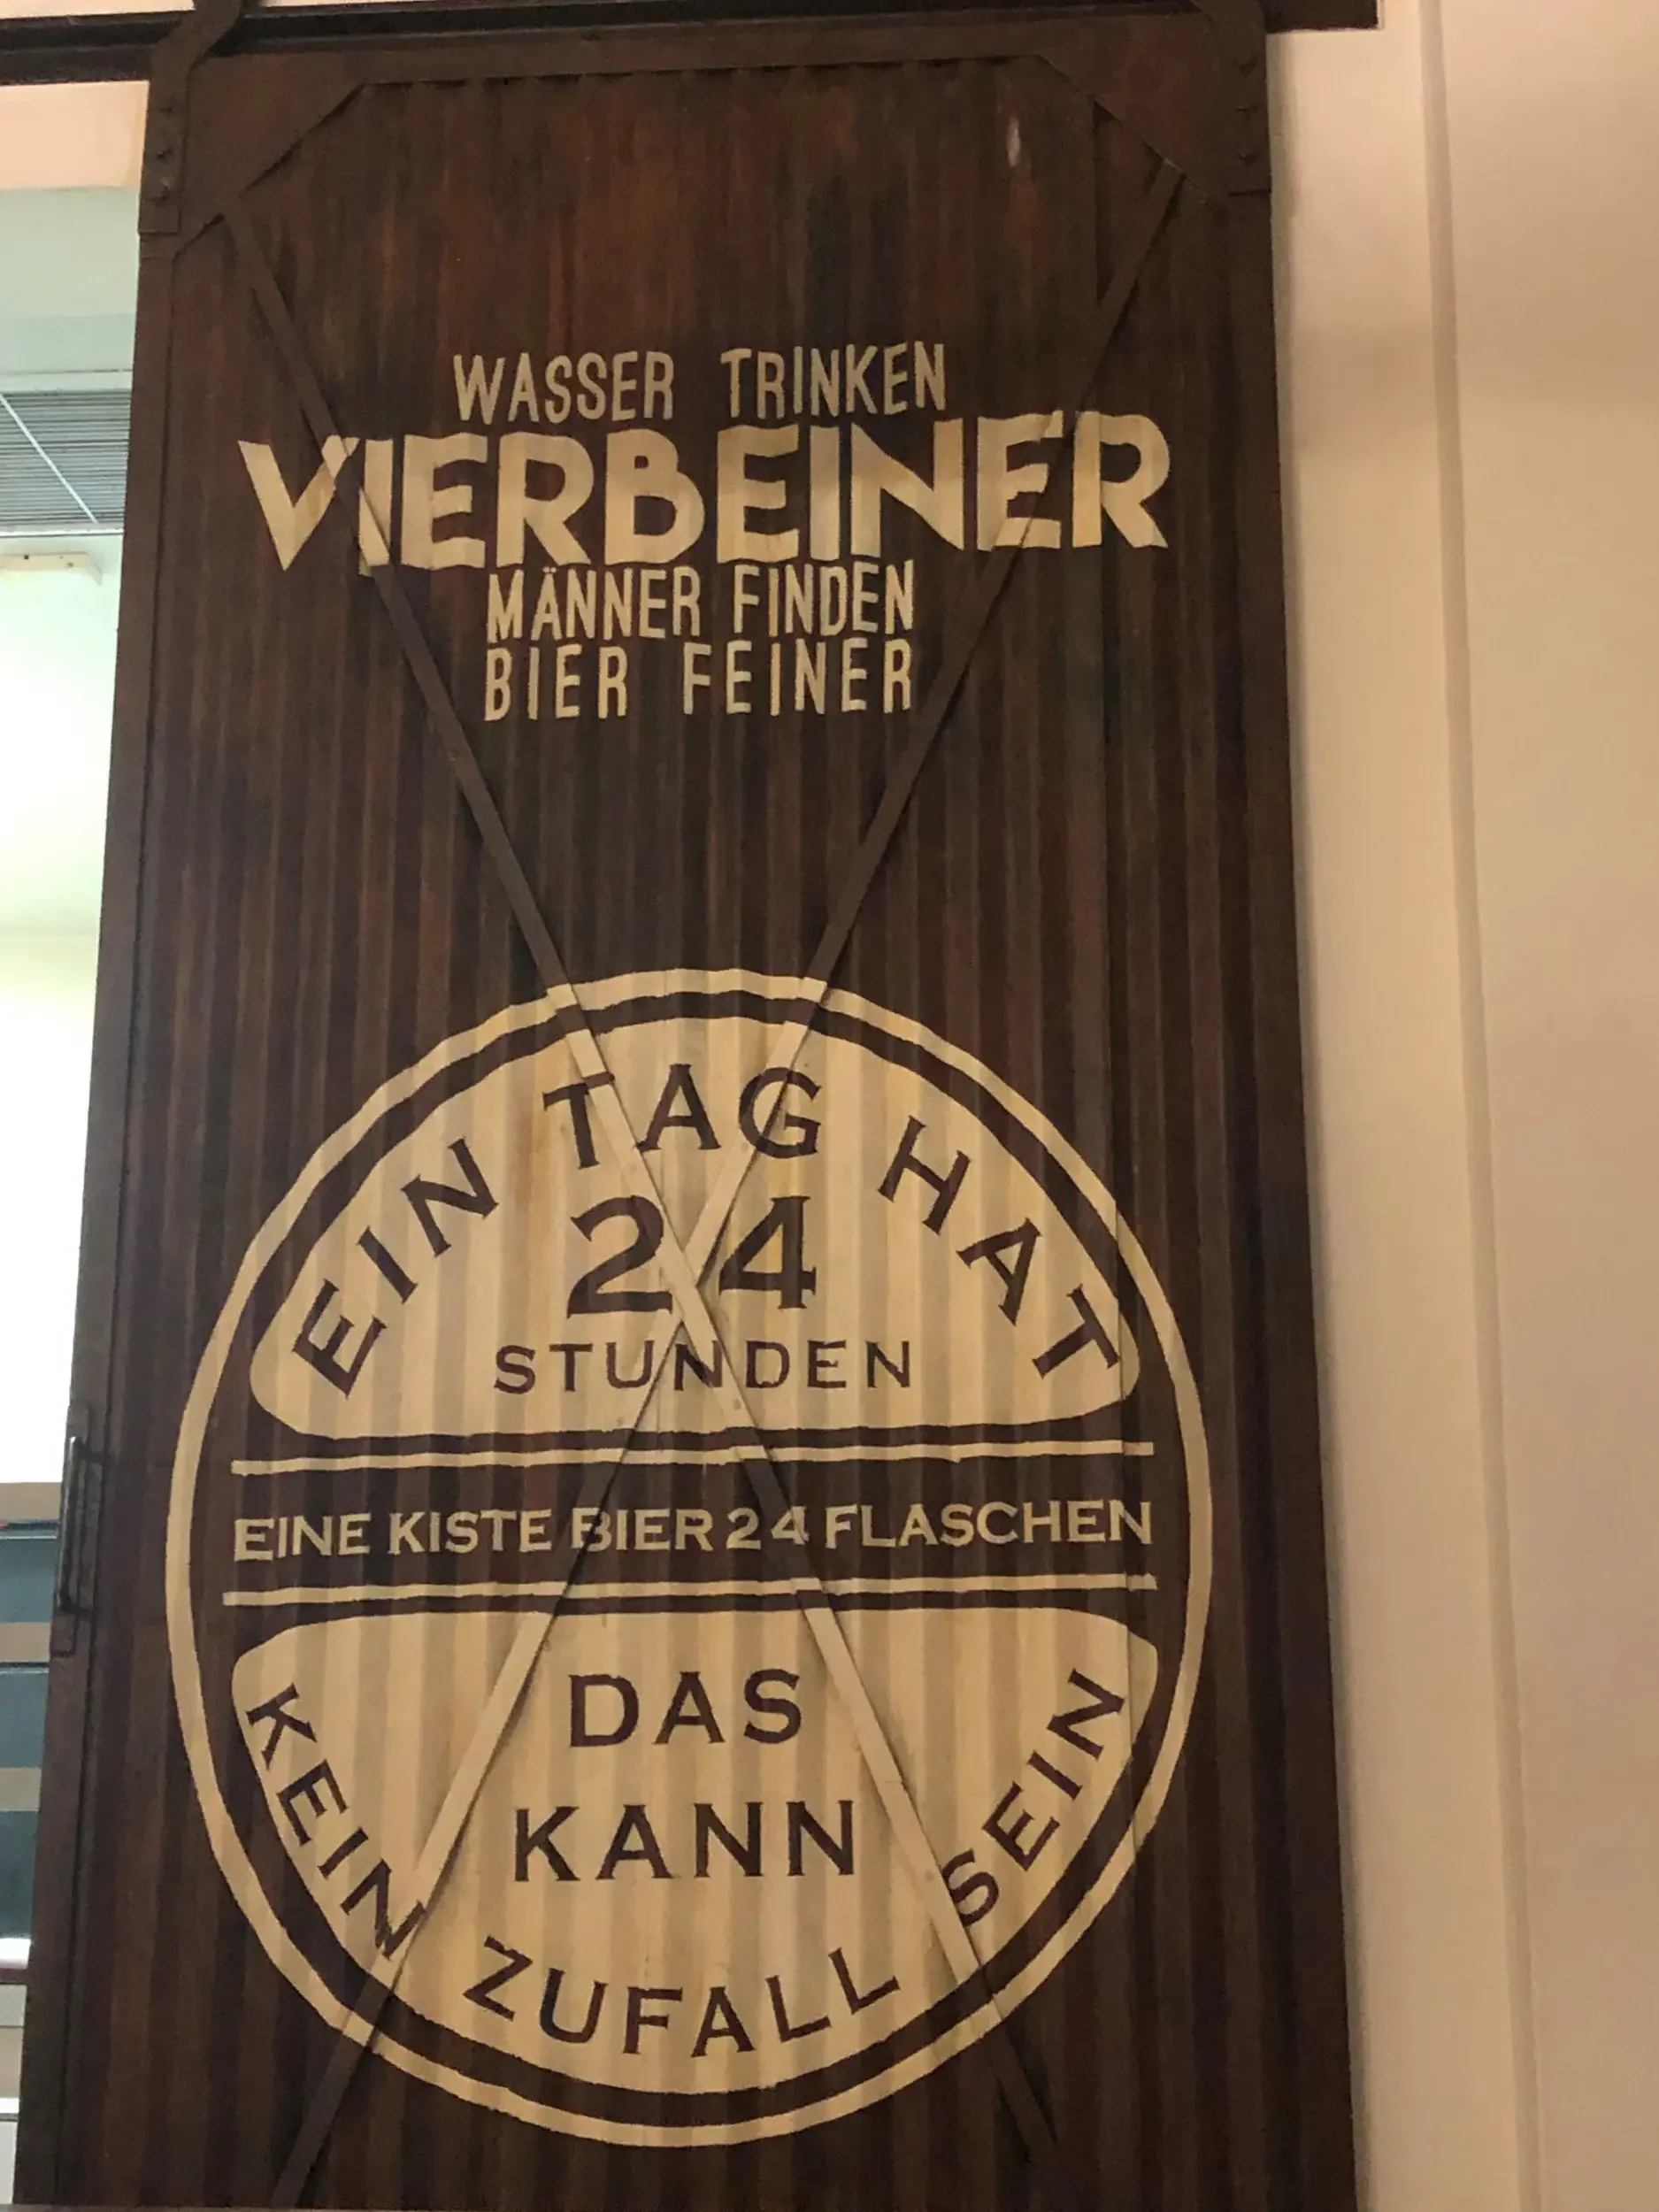 WASSER TRINKEN
VIERBEINER
MÄNNER FINDEN
BIER FEINER
EIN TAG HAT
24
STUNDEN
EINE KISTE BIER 24 FLASCHEN
DAS
KANN
KEIN ZUFALL SEIN